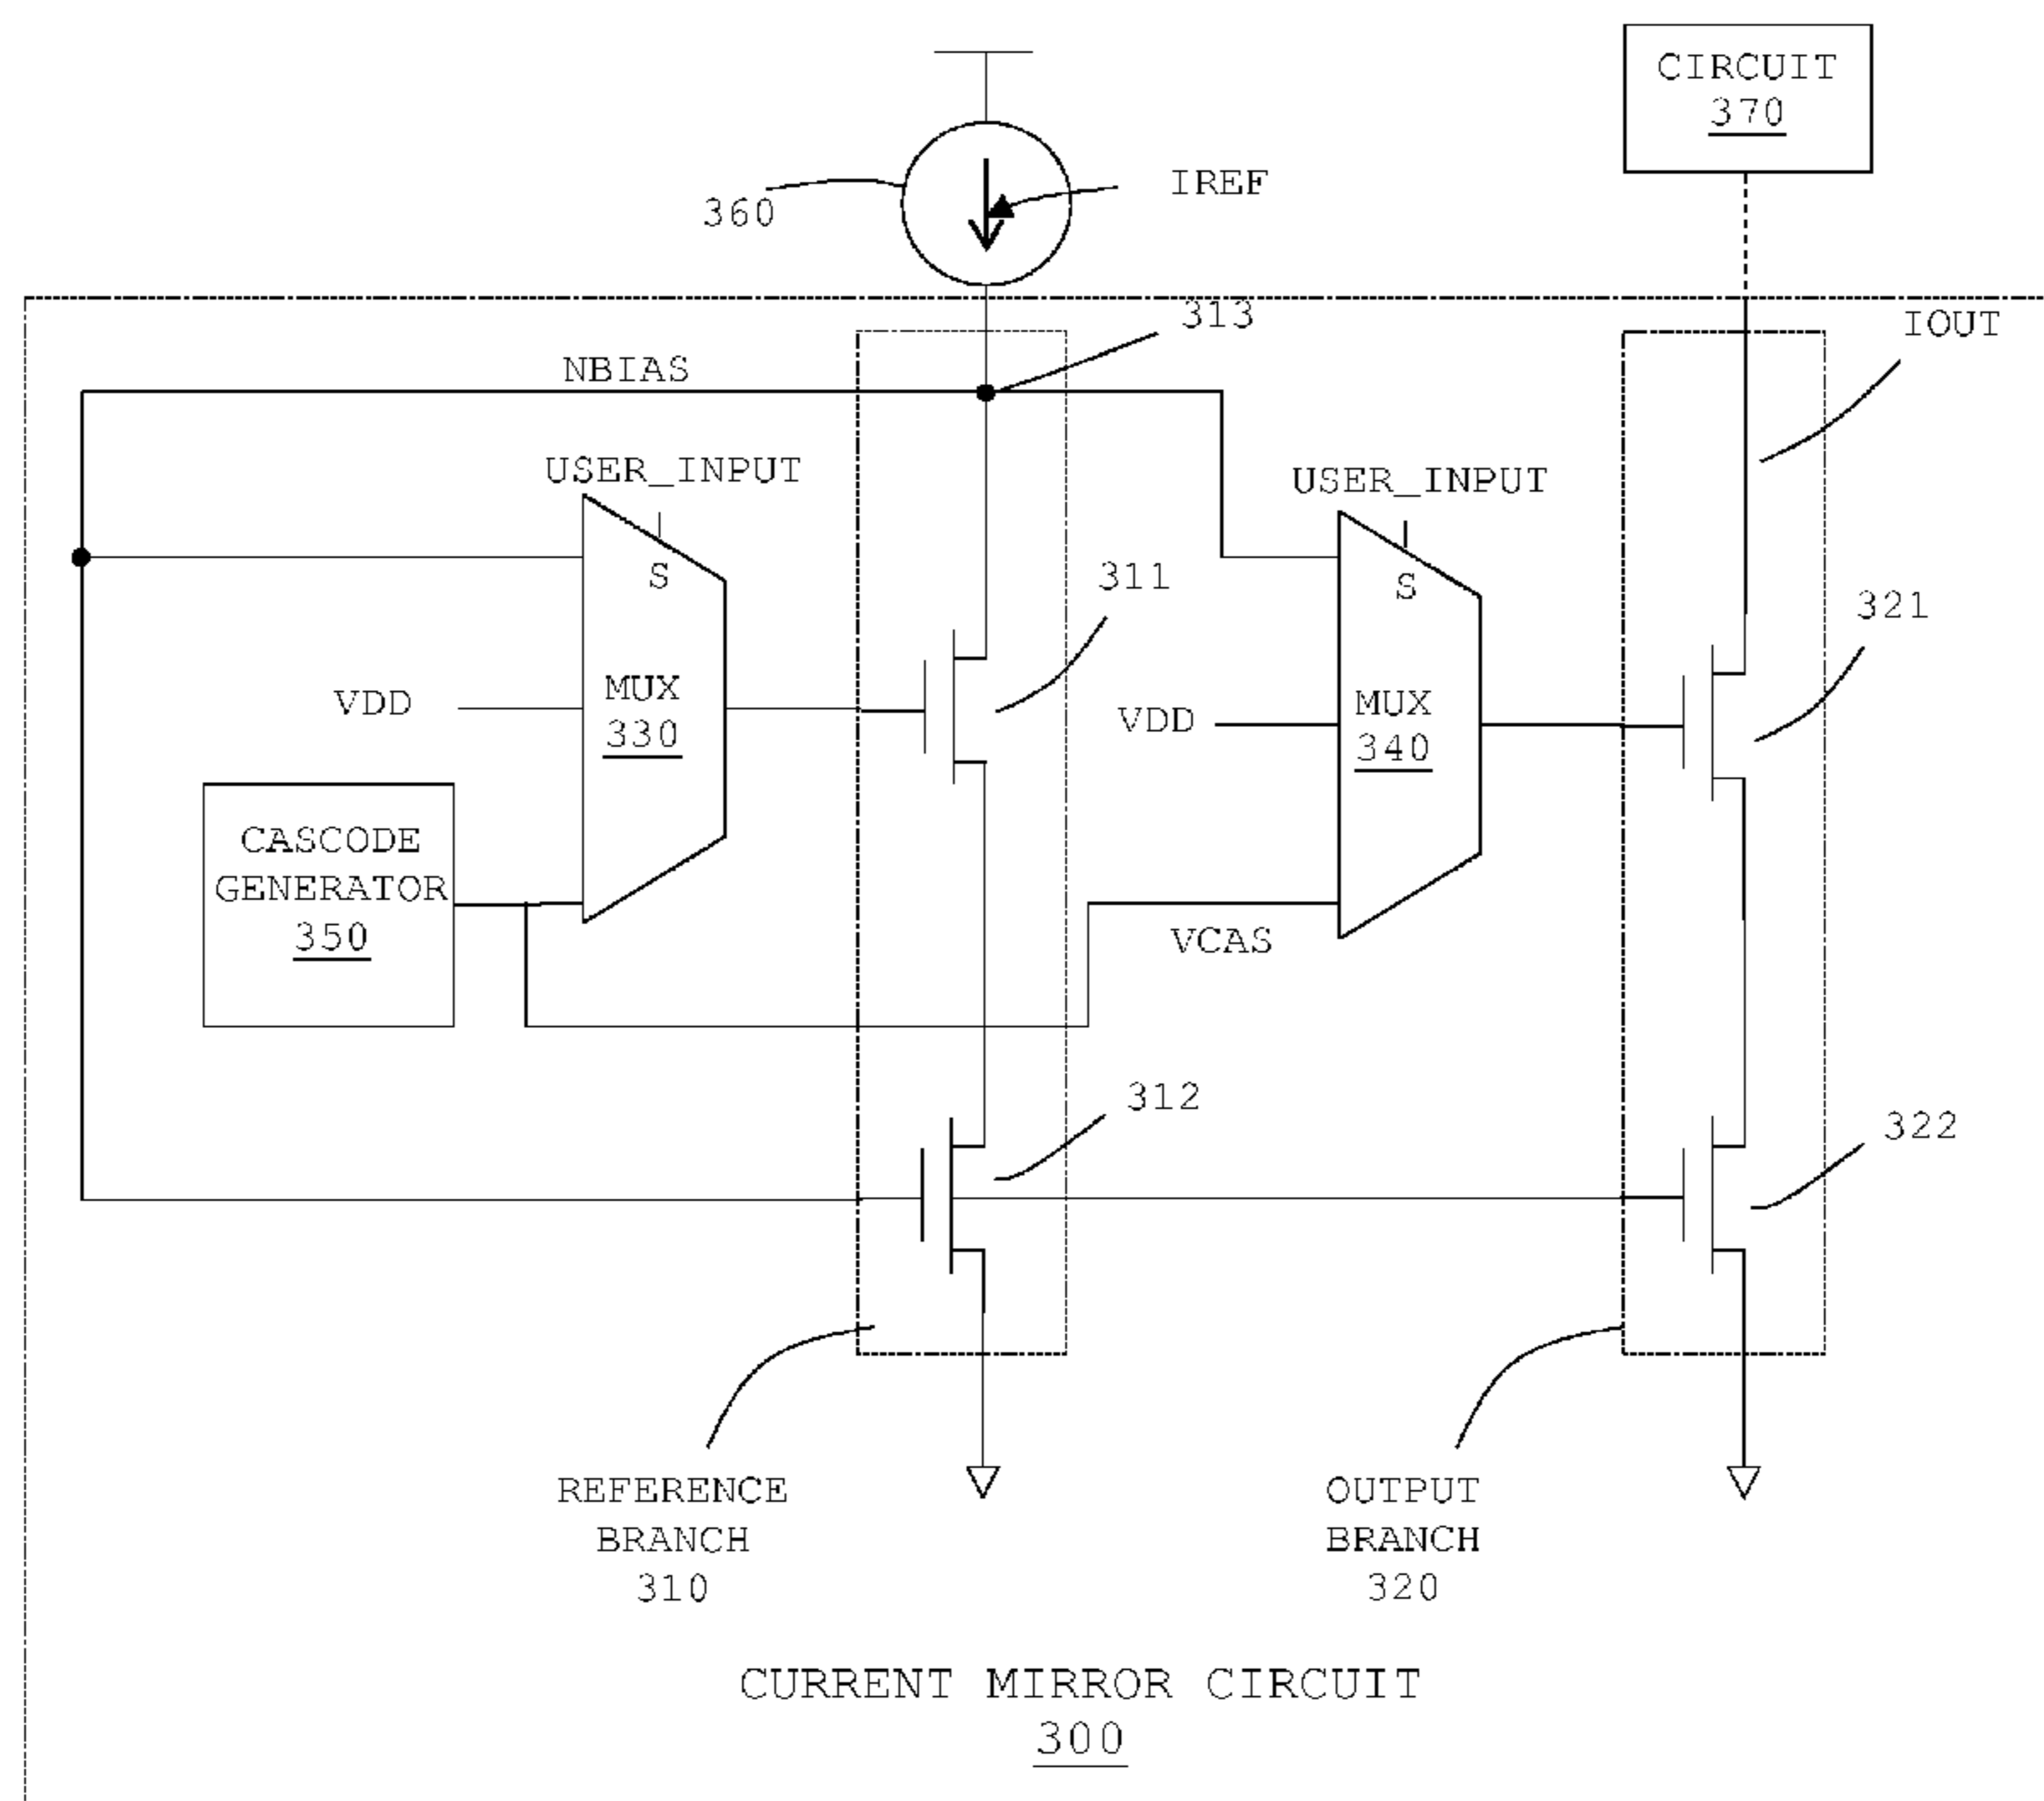 CIRCUIT
370
IREF
360
313
IOUT
NBIAS
USER_INPUT
USER_INPUT
S
S
311
321
VDD
MUX
330
VDD
MUX
340
CASCODE
GENERATOR
350
VCAS
312
322
REFERENCE
BRANCH
310
OUTPUT
BRANCH
320
CURRENT MIRROR CIRCUIT
300